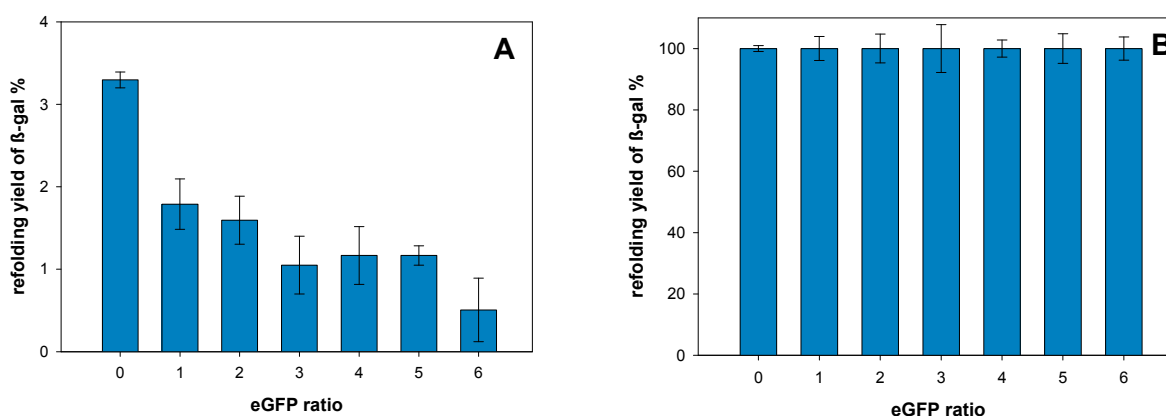 A
refolding yield of ß-gal %
4
3
2
1
0
0 1 2 3 4 5 6
eGFP ratio
B
refolding yield of ß-gal %
100
80
60
40
20
0
0 1 2 3 4 5 6
eGFP ratio